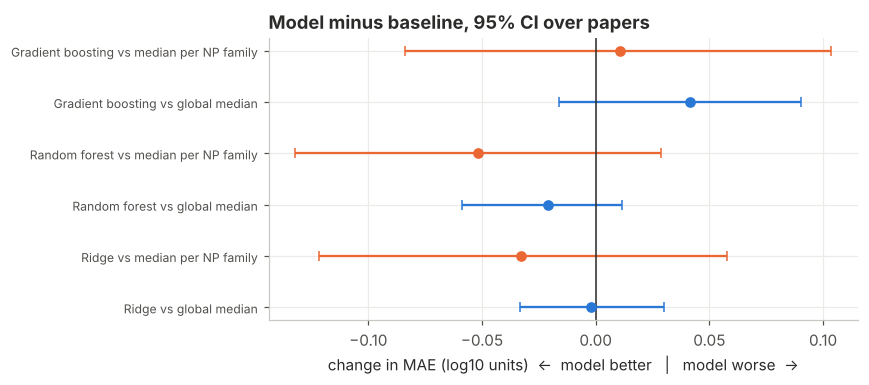 Model minus baseline, 95% CI over papers
Gradient boosting vs median per NP family
Gradient boosting vs global median
Random forest vs median per NP family
Random forest vs global median
Ridge vs median per NP family
Ridge vs global median
−0.10 −0.05 0.00 0.05 0.10
change in MAE (log10 units) ← model better | model worse →